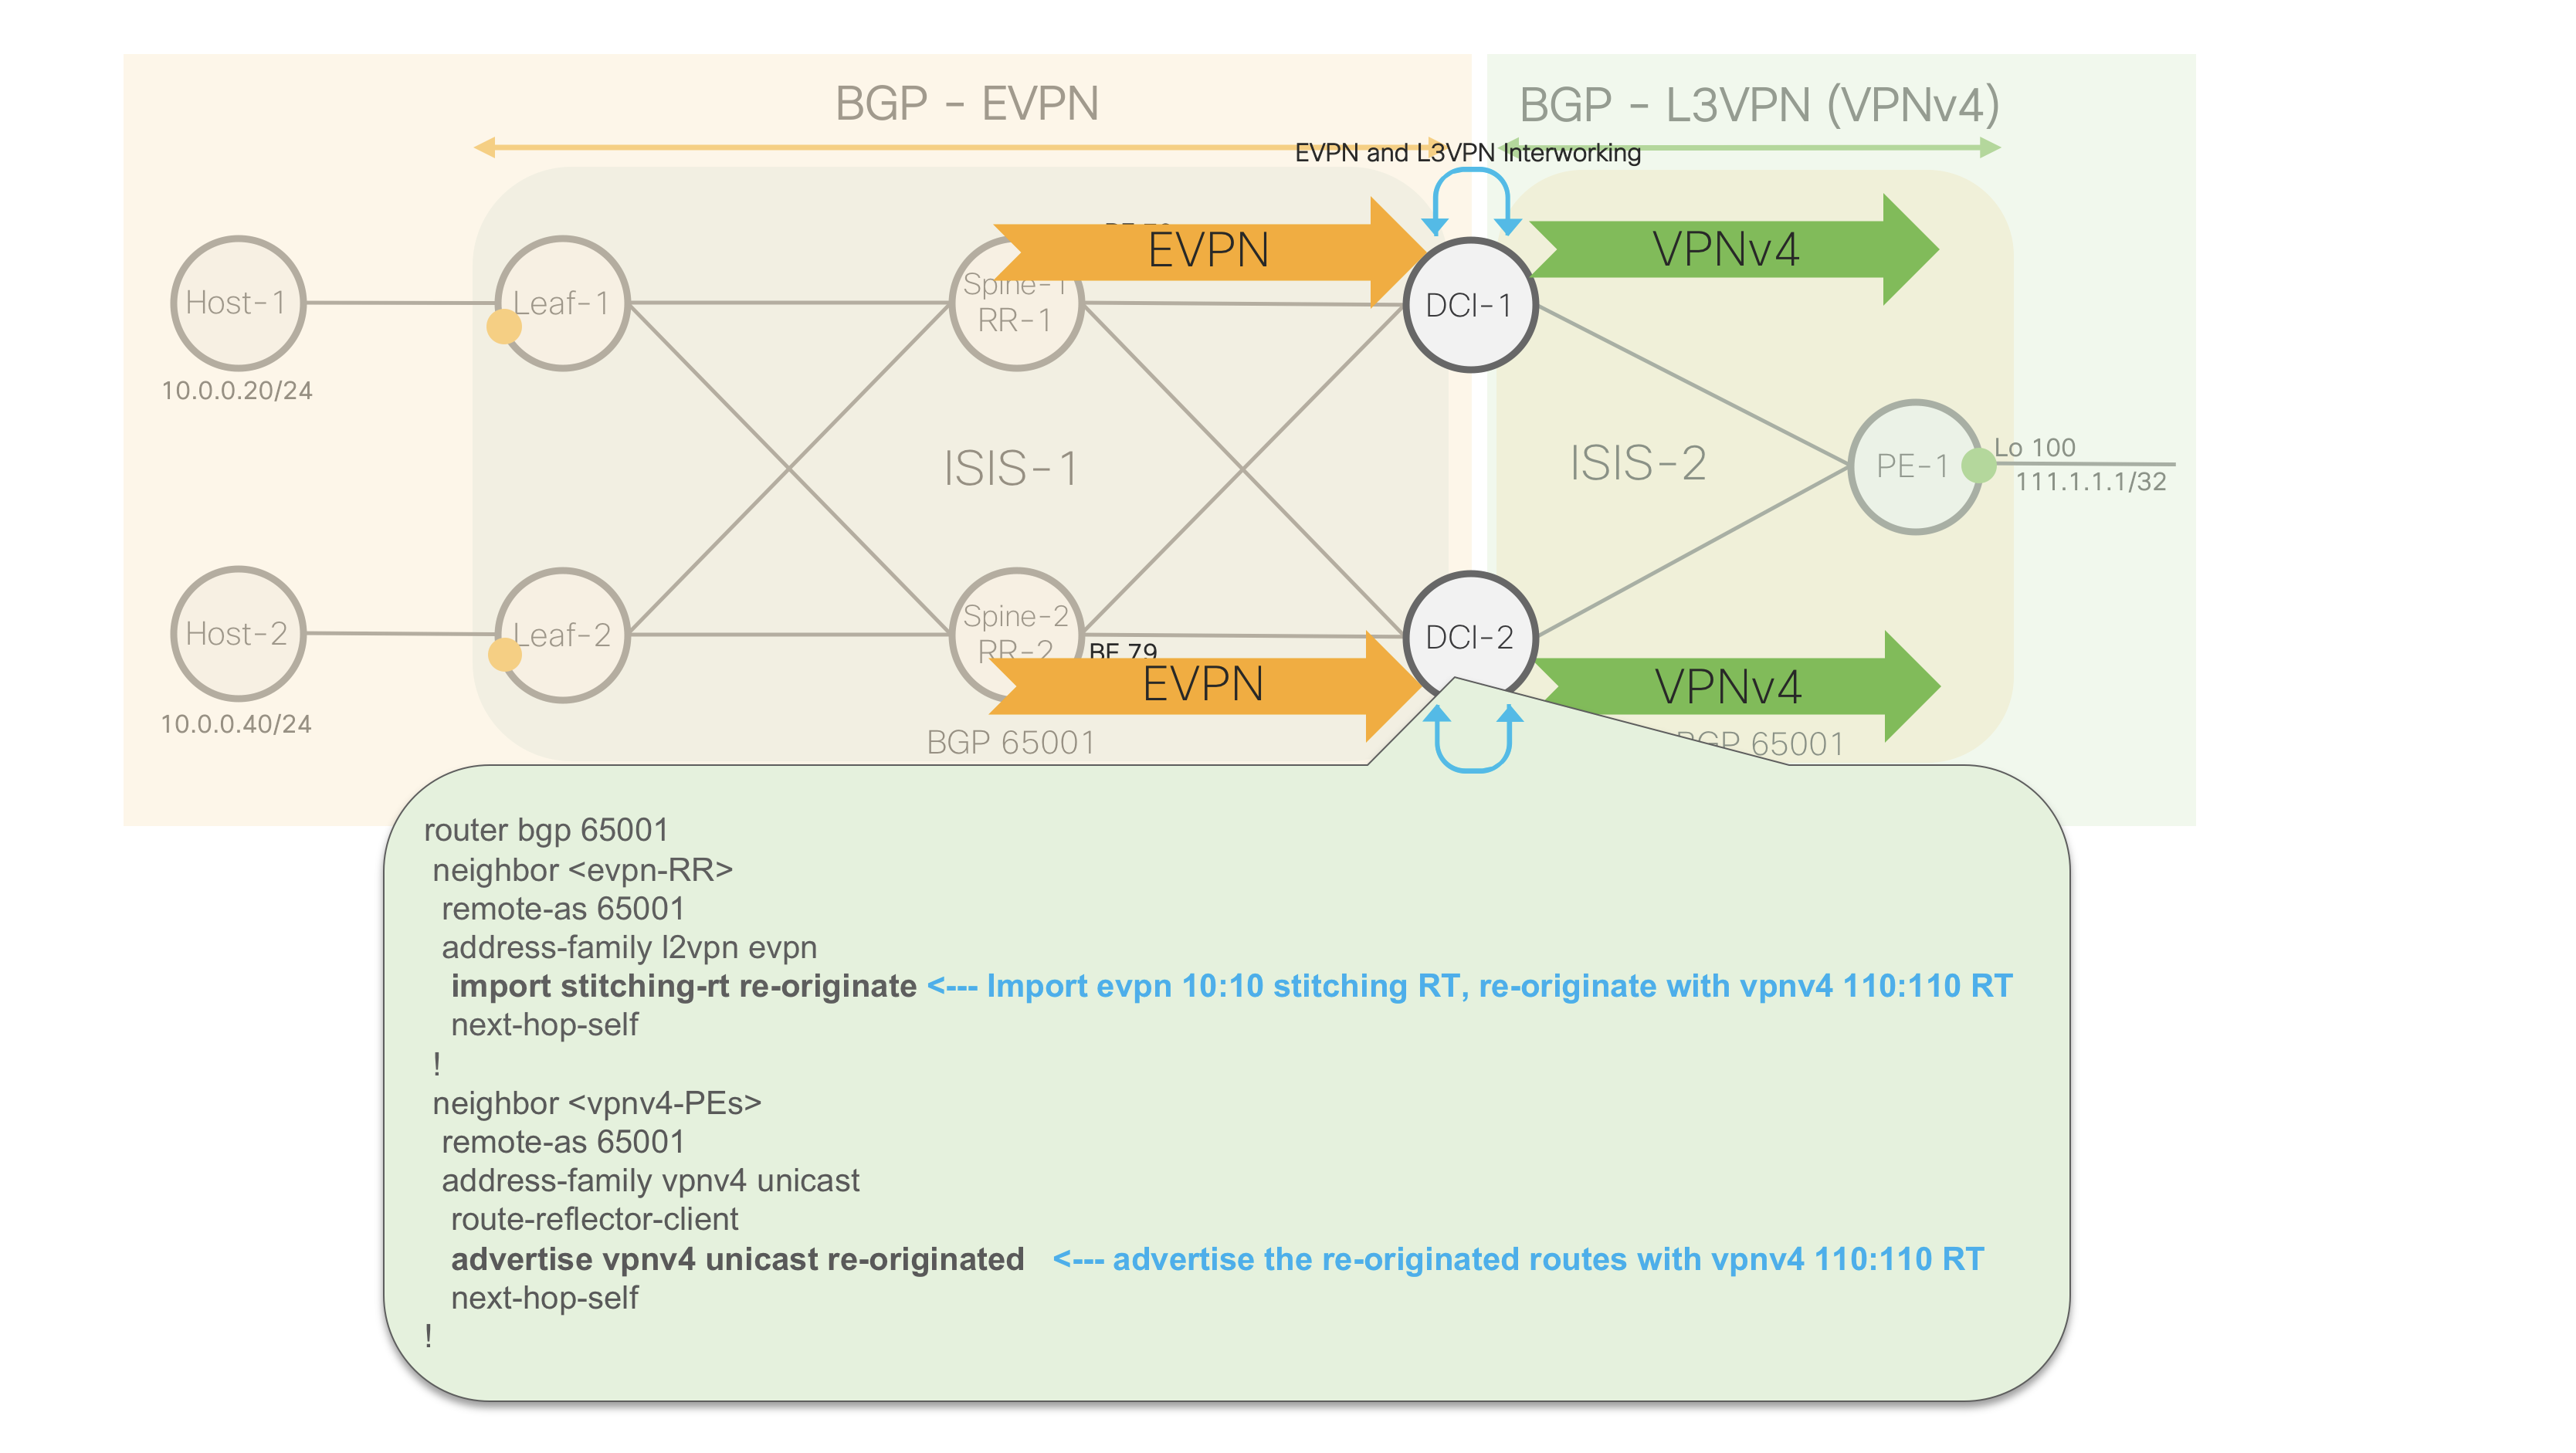 BGP - EVPN
BGP - L3VPN (VPNv4)
EVPN and L3VPN Interworking
EVPN
VPNv4
Host-1
Leaf-1
Spine-1
RR-1
DCI-1
10.0.0.20/24
ISIS-1
ISIS-2
PE-1
Lo 100
111.1.1.1/32
Host-2
Leaf-2
Spine-2
RR-2
DCI-2
BE 79
EVPN
VPNv4
10.0.0.40/24
BGP 65001
BGP 65001
router bgp 65001
neighbor <evpn-RR>
remote-as 65001
address-family l2vpn evpn
import stitching-rt re-originate <--- Import evpn 10:10 stitching RT, re-originate with vpnv4 110:110 RT
next-hop-self
!
neighbor <vpnv4-PEs>
remote-as 65001
address-family vpnv4 unicast
route-reflector-client
advertise vpnv4 unicast re-originated <--- advertise the re-originated routes with vpnv4 110:110 RT
next-hop-self
!